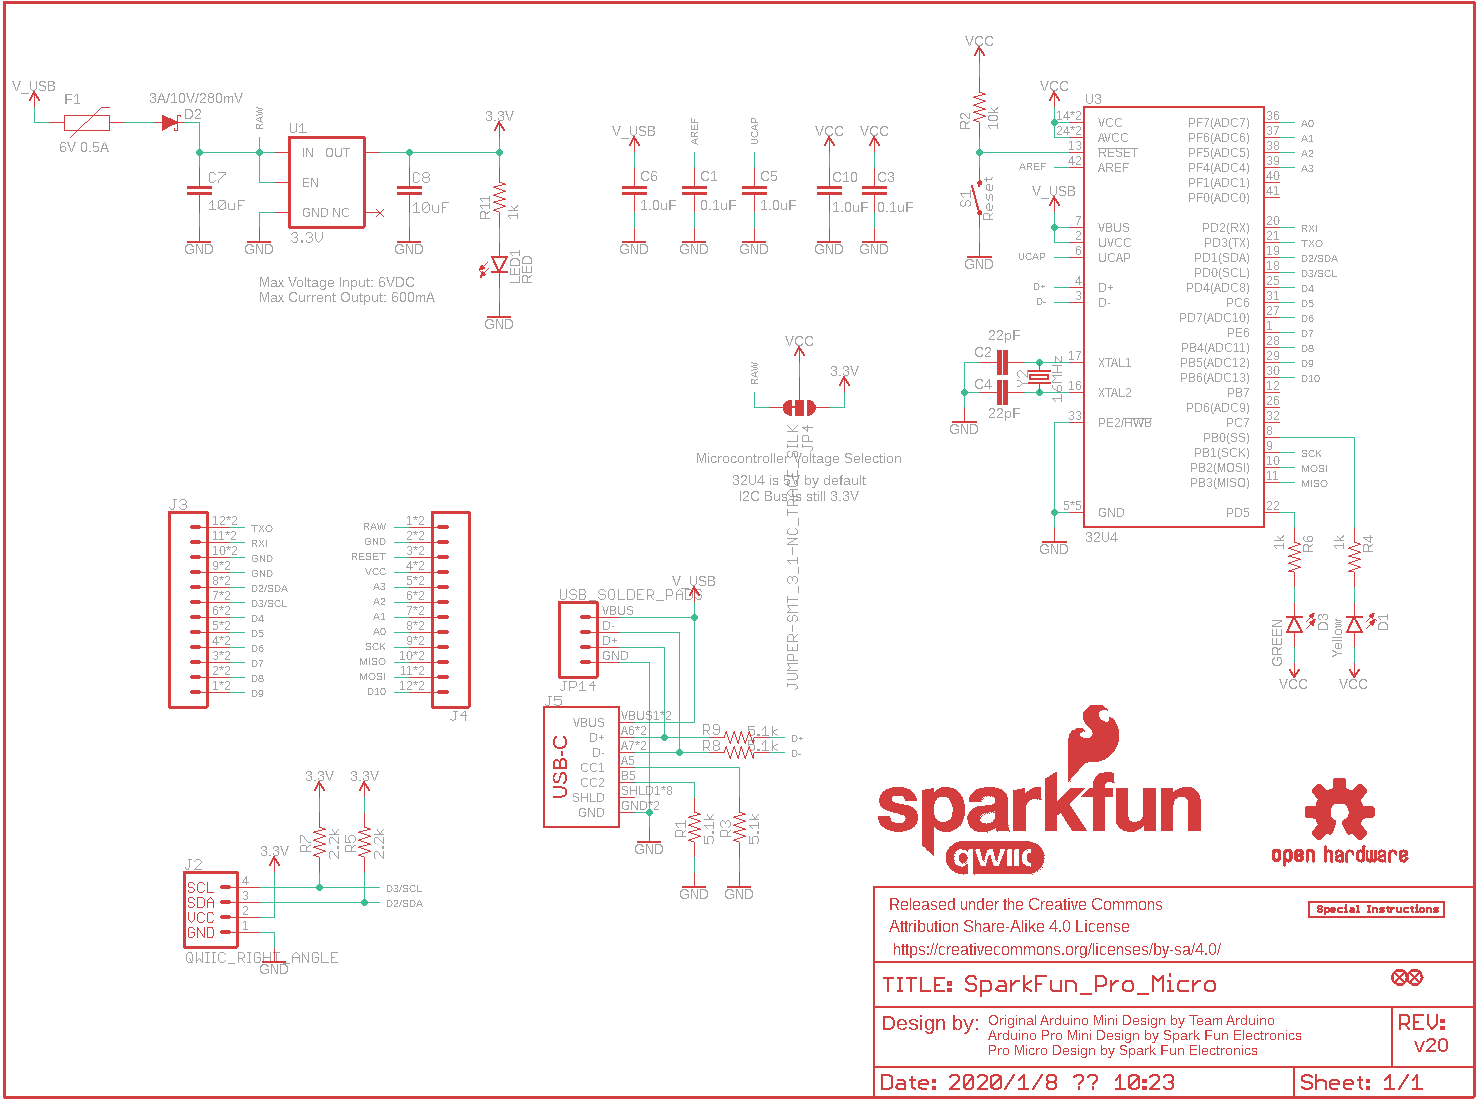 V_USB
F1
6V 0.5A
3A/10V/280mV
D2
RAW
U1
IN OUT
EN
GND NC
3.3V
C7
10uF
GND
GND
C8
10uF
GND
3.3V
R11
1k
LED1
RED
GND
Max Voltage Input: 6VDC
Max Current Output: 600mA
V_USB
C6
1.0uF
GND
AREF
C1
0.1uF
GND
UCAP
C5
1.0uF
GND
VCC
C10
1.0uF
GND
VCC
C3
0.1uF
GND
VCC
R2
10k
S1
Reset
GND
VCC
U3
14*2 VCC
24*2 AVCC
13 RESET
AREF 42 AREF
V_USB
7 VBUS
2 UVCC
UCAP 6 UCAP
D+ 4 D+
D- 3 D-
17 XTAL1
16 XTAL2
33 PE2/HWB
5*5 GND
32U4
GND
22pF
C2
C4
22pF
Y2
16MHz
GND
PF7(ADC7) 36 A0
PF6(ADC6) 37 A1
PF5(ADC5) 38 A2
PF4(ADC4) 39 A3
PF1(ADC1) 40
PF0(ADC0) 41
PD2(RX) 20 RXI
PD3(TX) 21 TXO
PD1(SDA) 19 D2/SDA
PD0(SCL) 18 D3/SCL
PD4(ADC8) 25 D4
PC6 31 D5
PD7(ADC10) 27 D6
PE6 1 D7
PB4(ADC11) 28 D8
PB5(ADC12) 29 D9
PB6(ADC13) 30 D10
PB7 12
PD6(ADC9) 26
PC7 32
PB0(SS) 8
PB1(SCK) 9 SCK
PB2(MOSI) 10 MOSI
PB3(MISO) 11 MISO
PD5 22
1k
R6
1k
R4
GREEN
D3
Yellow
D1
VCC
VCC
VCC
RAW
3.3V
JP4
JUMPER-SMT_3_1-NC_TRACE_SILK
Microcontroller Voltage Selection
32U4 is 5V by default
I2C Bus is still 3.3V
J3
12*2 TXO
11*2 RXI
10*2 GND
9*2 GND
8*2 D2/SDA
7*2 D3/SCL
6*2 D4
5*2 D5
4*2 D6
3*2 D7
2*2 D8
1*2 D9
RAW 1*2
GND 2*2
RESET 3*2
VCC 4*2
A3 5*2
A2 6*2
A1 7*2
A0 8*2
SCK 9*2
MISO 10*2
MOSI 11*2
D10 12*2
J4
USB_SOLDER_PADS
V_USB
VBUS
D-
D+
GND
JP14
J5
USB-C
VBUS VBUS1*2
D+ A6*2
D- A7*2
CC1 A5
CC2 B5
SHLD SHLD1*8
GND GND*2
GND
R9 5.1k D+
R8 5.1k D-
R1
5.1k
GND
R3
5.1k
GND
3.3V
3.3V
R7
2.2k
R5
2.2k
3.3V
J2
SCL 4 D3/SCL
SDA 3 D2/SDA
VCC 2
GND 1
QWIIC_RIGHT_ANGLE
GND
sparkfun
qwiic
open hardware
Released under the Creative Commons
Attribution Share-Alike 4.0 License
https://creativecommons.org/licenses/by-sa/4.0/
Special Instructions
TITLE: SparkFun_Pro_Micro
Design by: Original Arduino Mini Design by Team Arduino
Arduino Pro Mini Design by Spark Fun Electronics
Pro Micro Design by Spark Fun Electronics
REV:
v20
Date: 2020/1/8 ?? 10:23
Sheet: 1/1